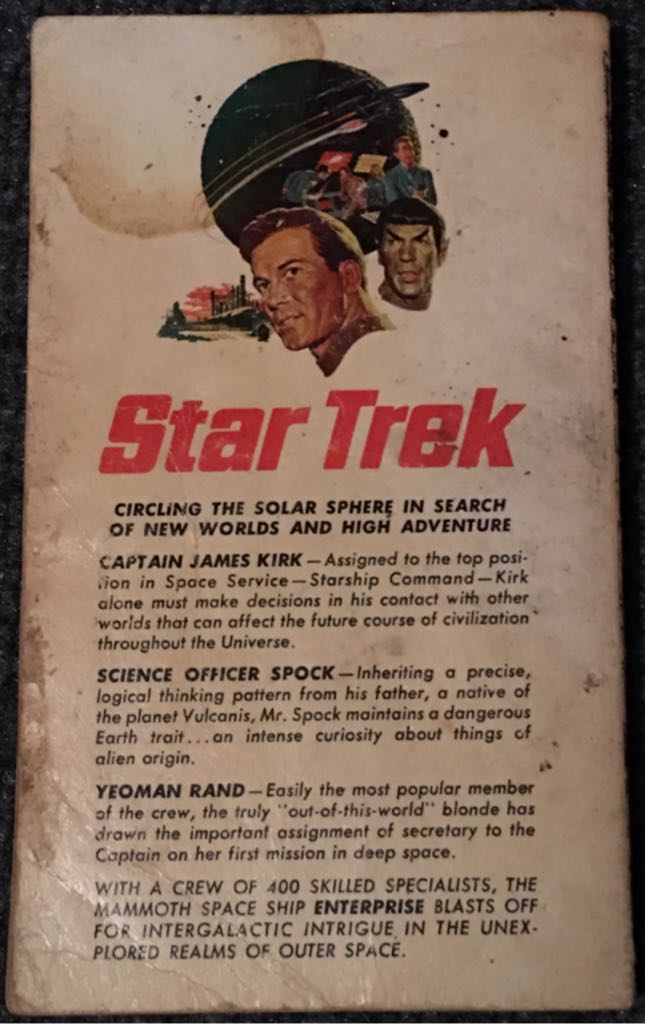 Star Trek
CIRCLING THE SOLAR SPHERE IN SEARCH
OF NEW WORLDS AND HIGH ADVENTURE
CAPTAIN JAMES KIRK—Assigned to the top posi-
tion in Space Service—Starship Command—Kirk
alone must make decisions in his contact with other
worlds that can affect the future course of civilization
throughout the Universe.
SCIENCE OFFICER SPOCK—Inheriting a precise,
logical thinking pattern from his father, a native of
the planet Vulcanis, Mr. Spock maintains a dangerous
Earth trait...an intense curiosity about things of
alien origin.
YEOMAN RAND—Easily the most popular member
of the crew, the truly "out-of-this-world" blonde has
drawn the important assignment of secretary to the
Captain on her first mission in deep space.
WITH A CREW OF 400 SKILLED SPECIALISTS, THE
MAMMOTH SPACE SHIP ENTERPRISE BLASTS OFF
FOR INTERGALACTIC INTRIGUE IN THE UNEX-
PLORED REALMS OF OUTER SPACE.